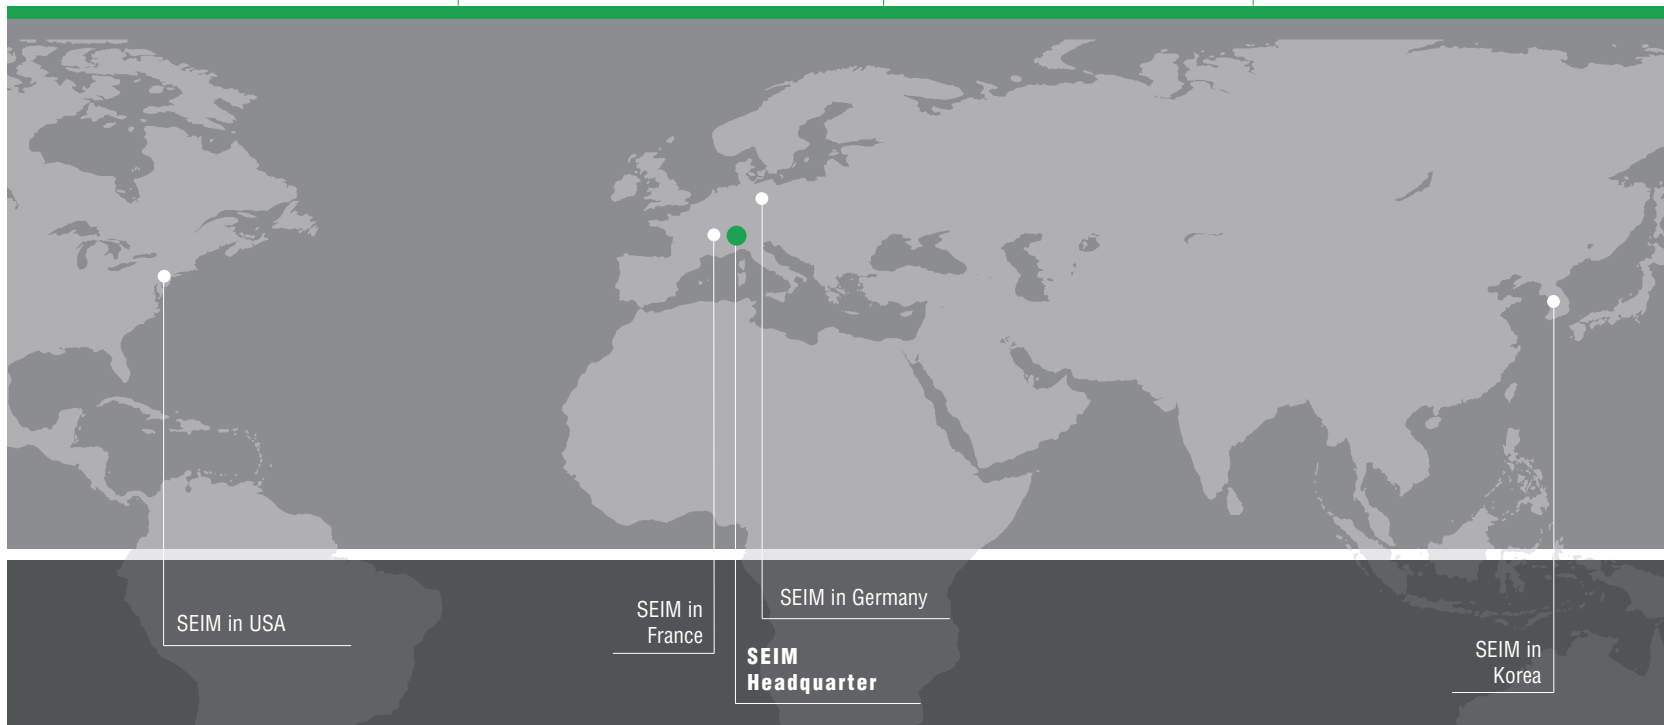 SEIM in USA
SEIM in
France
SEIM in Germany
SEIM
Headquarter
SEIM in
Korea